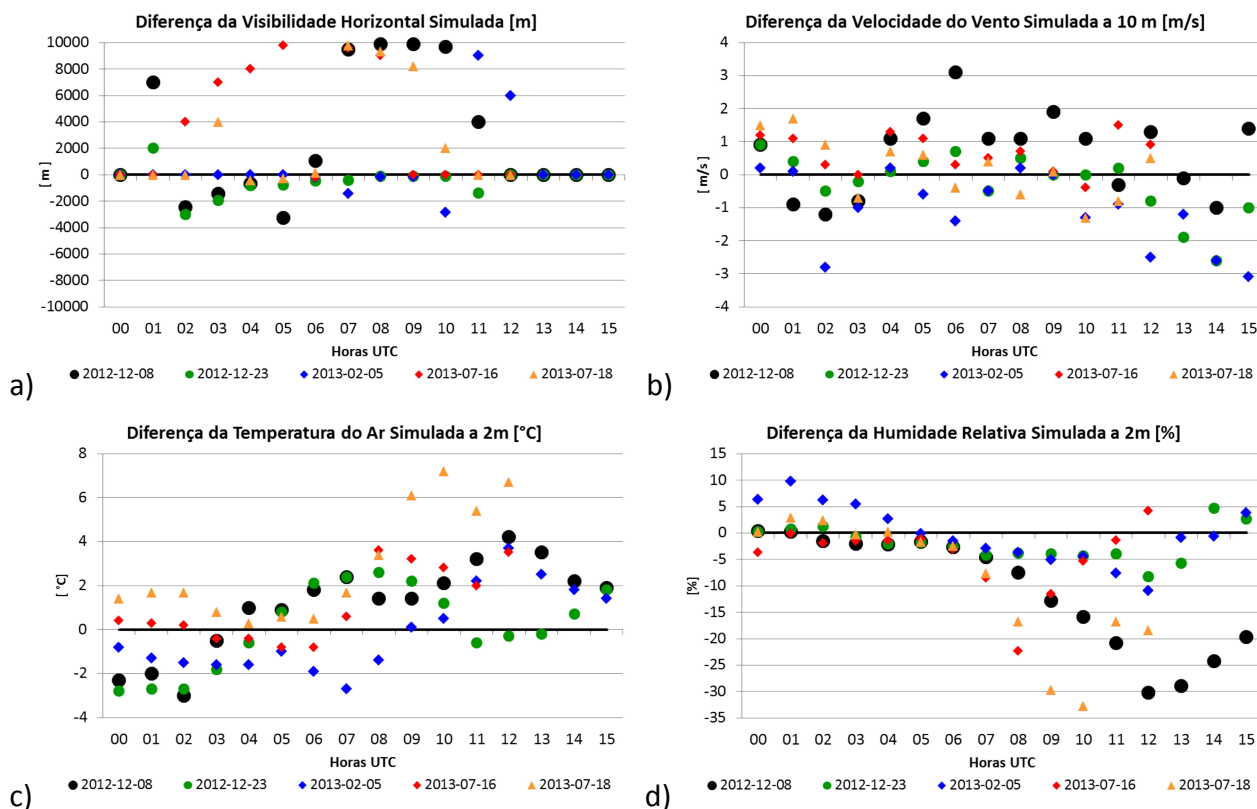 Diferença da Visibilidade Horizontal Simulada [m]
10000
8000
6000
4000
2000
0
-2000
-4000
-6000
-8000
-10000
[ m]
00 01 02 03 04 05 06 07 08 09 10 11 12 13 14 15
Horas UTC
2012-12-08 2012-12-23 2013-02-05 2013-07-16 2013-07-18
a)
Diferença da Velocidade do Vento Simulada a 10 m [m/s]
4
3
2
1
0
-1
-2
-3
-4
[ m/s]
00 01 02 03 04 05 06 07 08 09 10 11 12 13 14 15
Horas UTC
2012-12-08 2012-12-23 2013-02-05 2013-07-16 2013-07-18
b)
Diferença da Temperatura do Ar Simulada a 2m [°C]
8
6
4
2
0
-2
-4
[ °C]
00 01 02 03 04 05 06 07 08 09 10 11 12 13 14 15
Horas UTC
2012-12-08 2012-12-23 2013-02-05 2013-07-16 2013-07-18
c)
Diferença da Humidade Relativa Simulada a 2m [%]
15
10
5
0
-5
-10
-15
-20
-25
-30
-35
[%]
00 01 02 03 04 05 06 07 08 09 10 11 12 13 14 15
Horas UTC
2012-12-08 2012-12-23 2013-02-05 2013-07-16 2013-07-18
d)